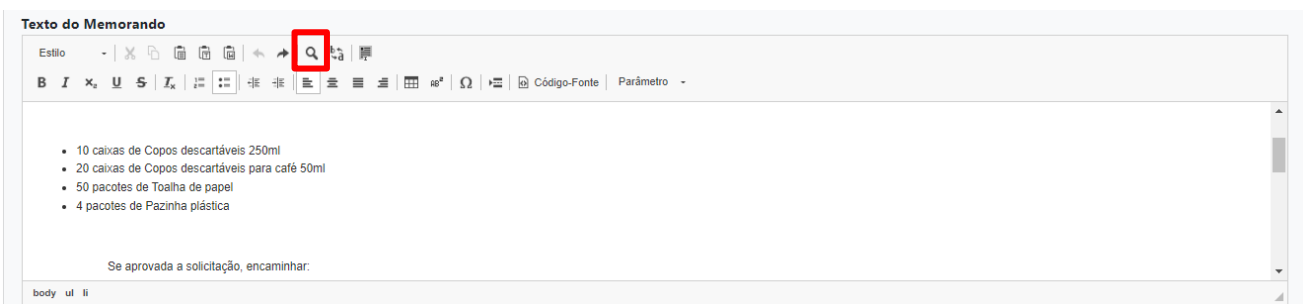 Texto do Memorando
Estilo
B I x₂ U S Iₓ Ω Código-Fonte Parâmetro
10 caixas de Copos descartáveis 250ml
20 caixas de Copos descartáveis para café 50ml
50 pacotes de Toalha de papel
4 pacotes de Pazinha plástica
Se aprovada a solicitação, encaminhar:
body ul li